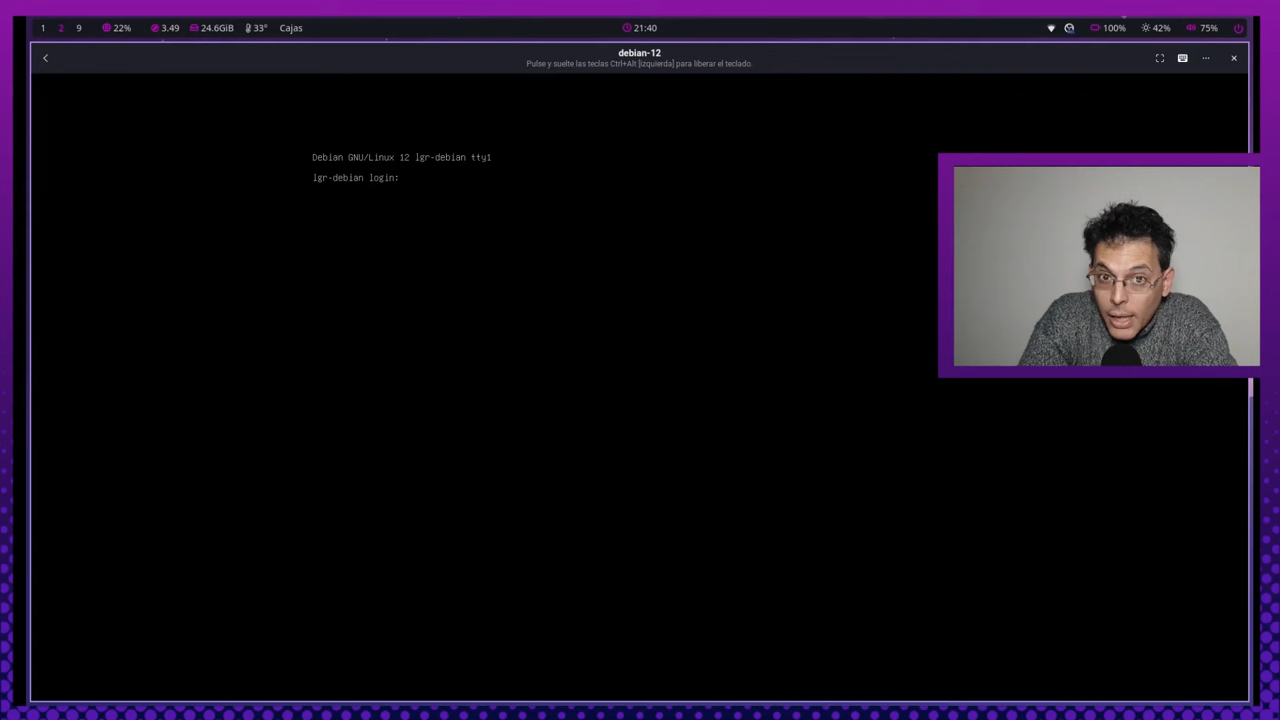 1 2 9 22% 3.49 24.6GiB 33° Cajas 21:40 100% 42% 75%
debian-12
Pulse y suelte las teclas Ctrl+Alt [izquierda] para liberar el teclado.
Debian GNU/Linux 12 lgr-debian tty1
lgr-debian login: